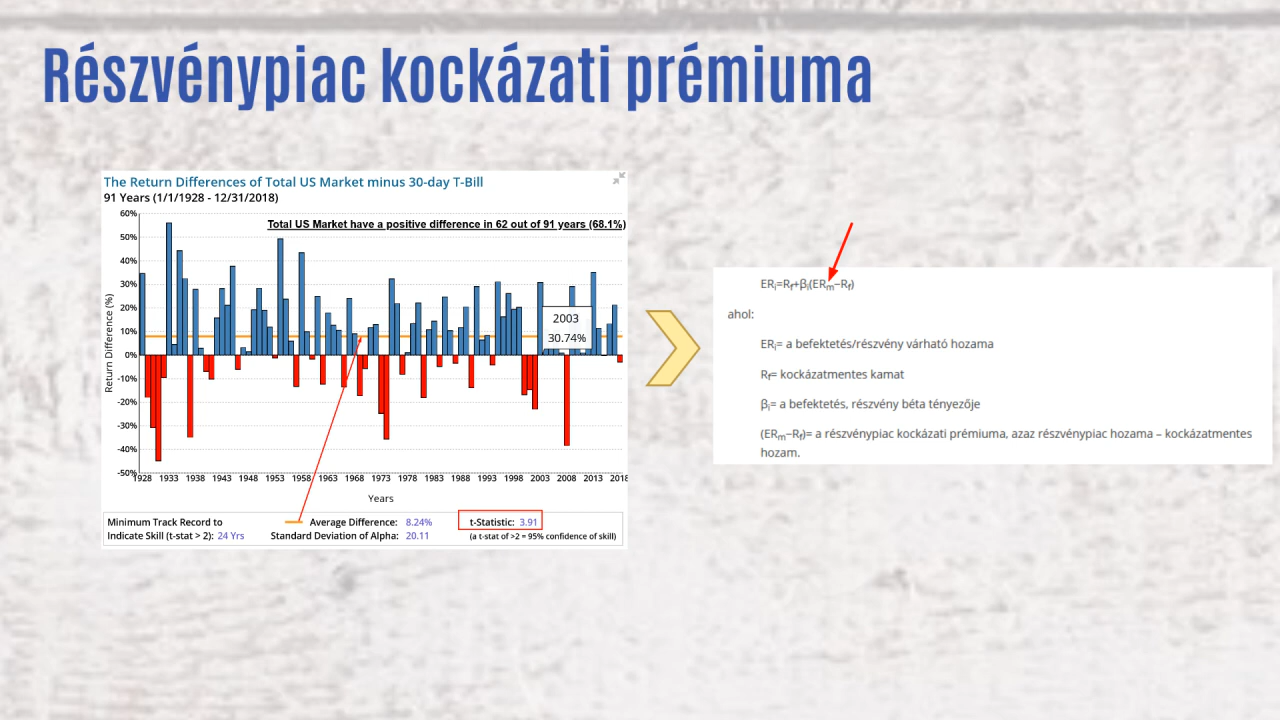 Részvénypiac kockázati prémiuma
The Return Differences of Total US Market minus 30-day T-Bill
91 Years (1/1/1928 - 12/31/2018)
Total US Market have a positive difference in 62 out of 91 years (68.1%)
60%
50%
40%
30%
20%
10%
0%
-10%
-20%
-30%
-40%
-50%
Return Difference (%)
2003
30.74%
1928 1933 1938 1943 1948 1953 1958 1963 1968 1973 1978 1983 1988 1993 1998 2003 2008 2013 2018
Years
Minimum Track Record to
Indicate Skill (t-stat > 2): 24 Yrs
Average Difference: 8.24%
Standard Deviation of Alpha: 20.11
t-Statistic: 3.91
(a t-stat of >2 = 95% confidence of skill)
ERi=Rf+βi(ERm−Rf)
ahol:
ERi= a befektetés/részvény várható hozama
Rf= kockázatmentes kamat
βi= a befektetés, részvény béta tényezője
(ERm−Rf)= a részvénypiac kockázati prémiuma, azaz részvénypiac hozama – kockázatmentes
hozam.